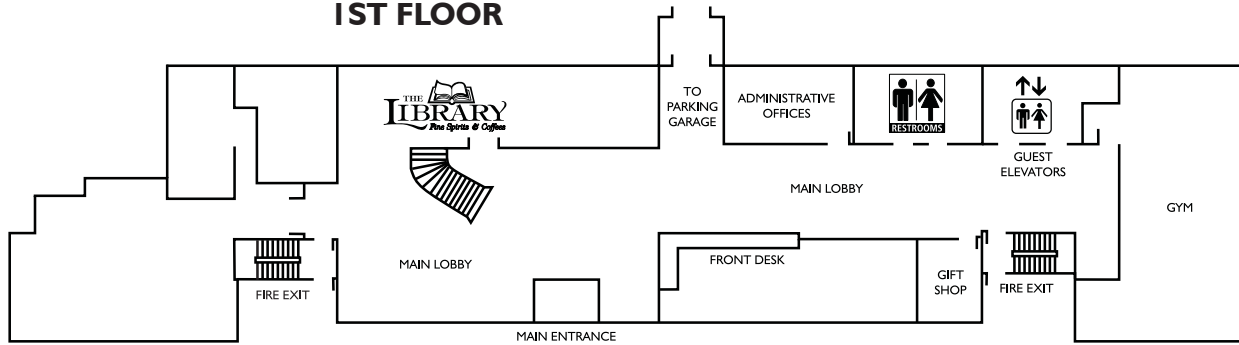 1ST FLOOR
THE
LIBRARY
Fine Spirits & Coffees
TO
PARKING
GARAGE
ADMINISTRATIVE
OFFICES
RESTROOMS
GUEST
ELEVATORS
MAIN LOBBY
GYM
MAIN LOBBY
FRONT DESK
GIFT
SHOP
FIRE EXIT
FIRE EXIT
MAIN ENTRANCE